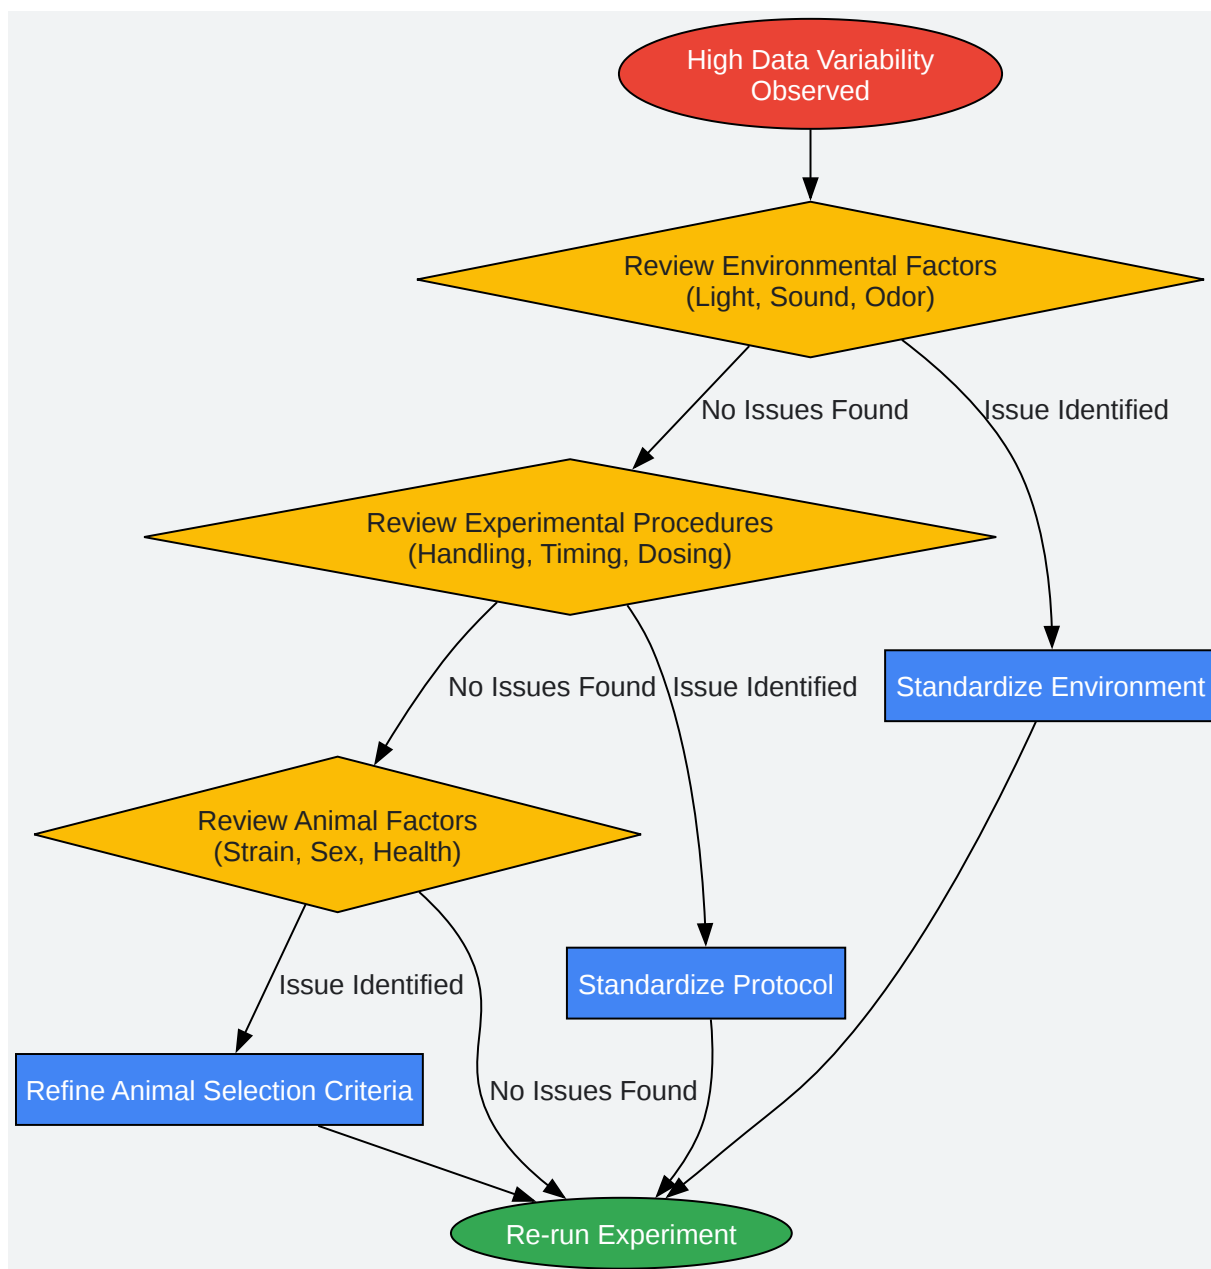 High Data Variability
Observed
Review Environmental Factors
(Light, Sound, Odor)
No Issues Found
Issue Identified
Review Experimental Procedures
(Handling, Timing, Dosing)
No Issues Found
Issue Identified
Standardize Environment
Review Animal Factors
(Strain, Sex, Health)
Issue Identified
Standardize Protocol
Refine Animal Selection Criteria
No Issues Found
Re-run Experiment